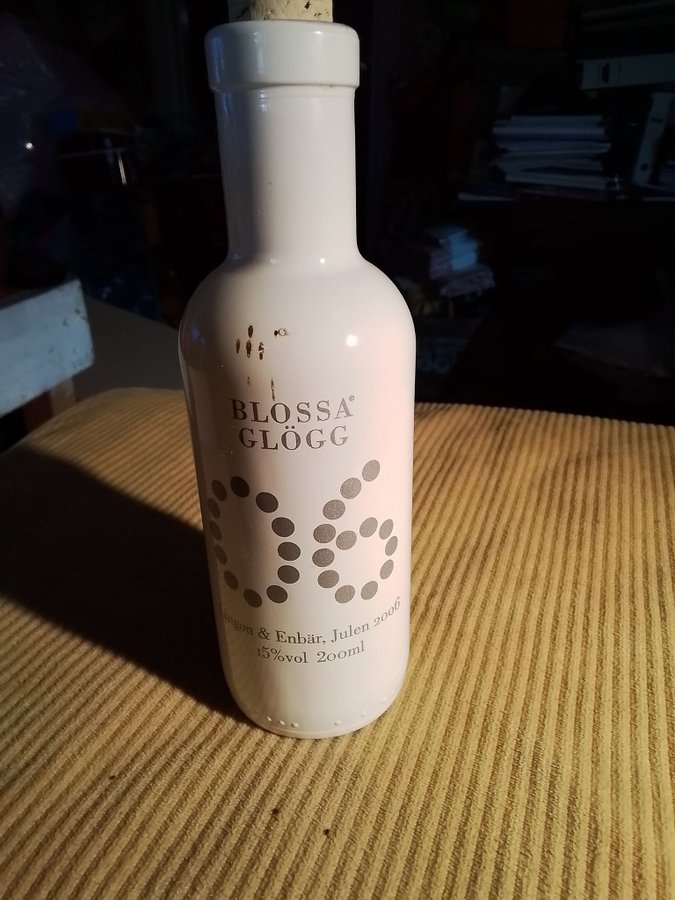 BLOSSA®
GLÖGG
06
Lingon & Enbär, Julen 2006
15%vol 200ml